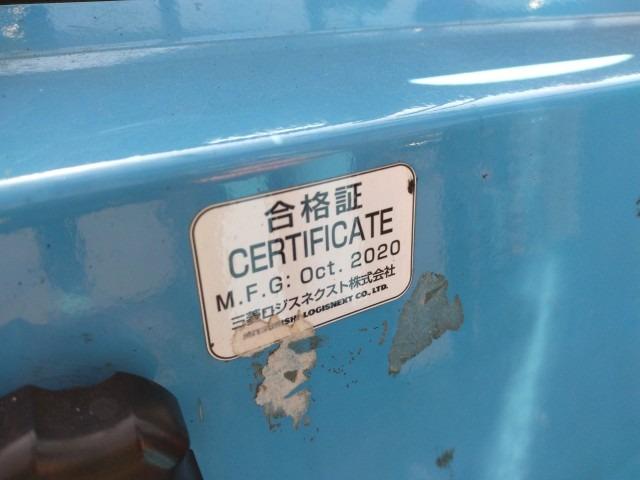 合格証
CERTIFICATE
M.F.G: Oct. 2020
三菱ロジスネクスト株式会社
MITSUBISHI LOGISNEXT CO., LTD.